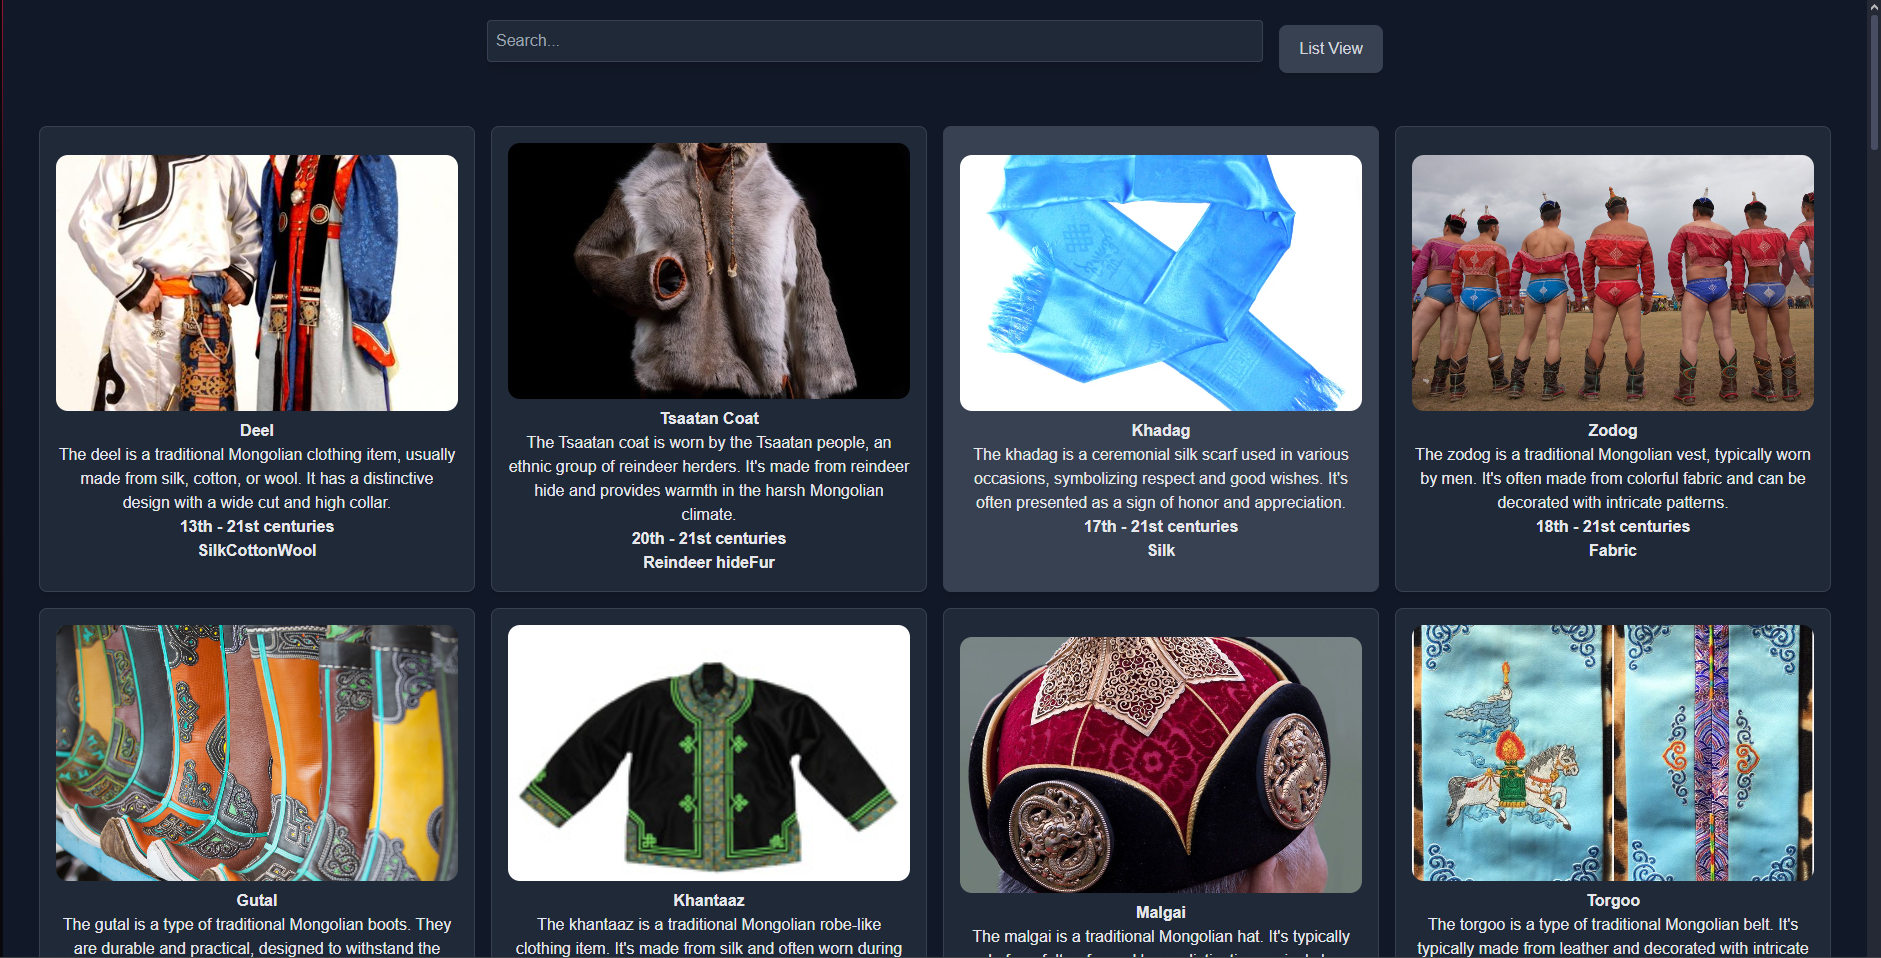 Search...
List View
Deel
The deel is a traditional Mongolian clothing item, usually
made from silk, cotton, or wool. It has a distinctive
design with a wide cut and high collar.
13th - 21st centuries
SilkCottonWool
Tsaatan Coat
The Tsaatan coat is worn by the Tsaatan people, an
ethnic group of reindeer herders. It's made from reindeer
hide and provides warmth in the harsh Mongolian
climate.
20th - 21st centuries
Reindeer hideFur
Khadag
The khadag is a ceremonial silk scarf used in various
occasions, symbolizing respect and good wishes. It's
often presented as a sign of honor and appreciation.
17th - 21st centuries
Silk
Zodog
The zodog is a traditional Mongolian vest, typically worn
by men. It's often made from colorful fabric and can be
decorated with intricate patterns.
18th - 21st centuries
Fabric
Gutal
The gutal is a type of traditional Mongolian boots. They
are durable and practical, designed to withstand the
Khantaaz
The khantaaz is a traditional Mongolian robe-like
clothing item. It's made from silk and often worn during
Malgai
The malgai is a traditional Mongolian hat. It's typically
Torgoo
The torgoo is a type of traditional Mongolian belt. It's
typically made from leather and decorated with intricate